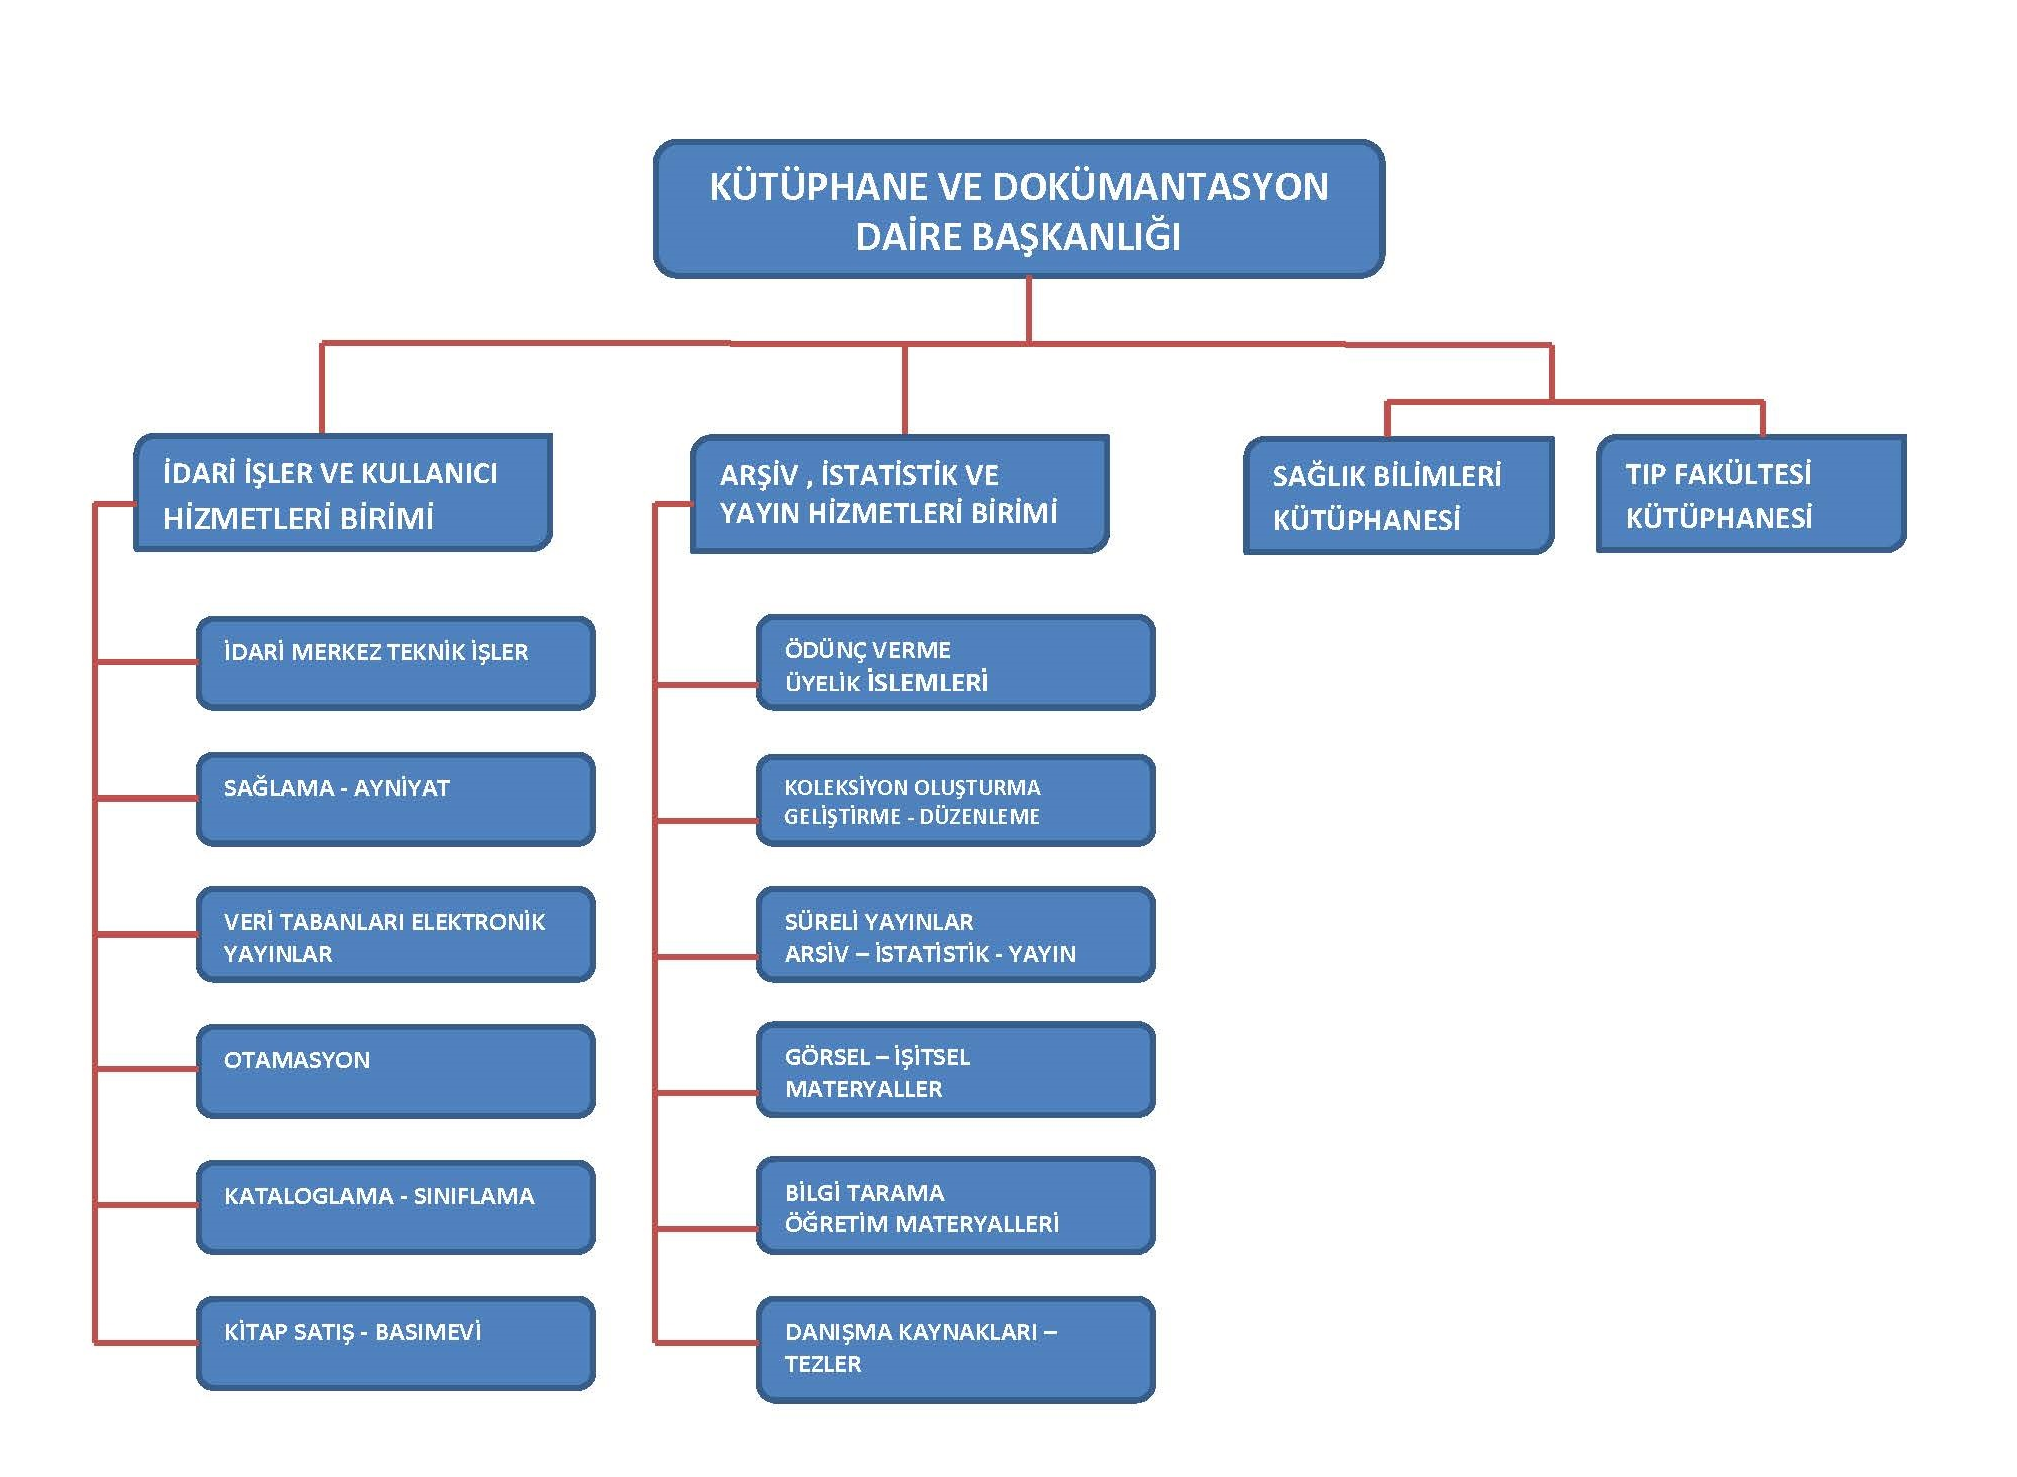 KÜTÜPHANE VE DOKÜMANTASYON
DAİRE BAŞKANLIĞI
İDARİ İŞLER VE KULLANICI
HİZMETLERİ BİRİMİ
ARŞİV , İSTATİSTİK VE
YAYIN HİZMETLERİ BİRİMİ
SAĞLIK BİLİMLERİ
KÜTÜPHANESİ
TIP FAKÜLTESİ
KÜTÜPHANESİ
İDARİ MERKEZ TEKNİK İŞLER
SAĞLAMA - AYNİYAT
VERİ TABANLARI ELEKTRONİK
YAYINLAR
OTAMASYON
KATALOGLAMA - SINIFLAMA
KİTAP SATIŞ - BASIMEVİ
ÖDÜNÇ VERME
ÜYELİK İSLEMLERİ
KOLEKSİYON OLUŞTURMA
GELİŞTİRME - DÜZENLEME
SÜRELİ YAYINLAR
ARSİV – İSTATİSTİK - YAYIN
GÖRSEL – İŞİTSEL
MATERYALLER
BİLGİ TARAMA
ÖĞRETİM MATERYALLERİ
DANIŞMA KAYNAKLARI –
TEZLER